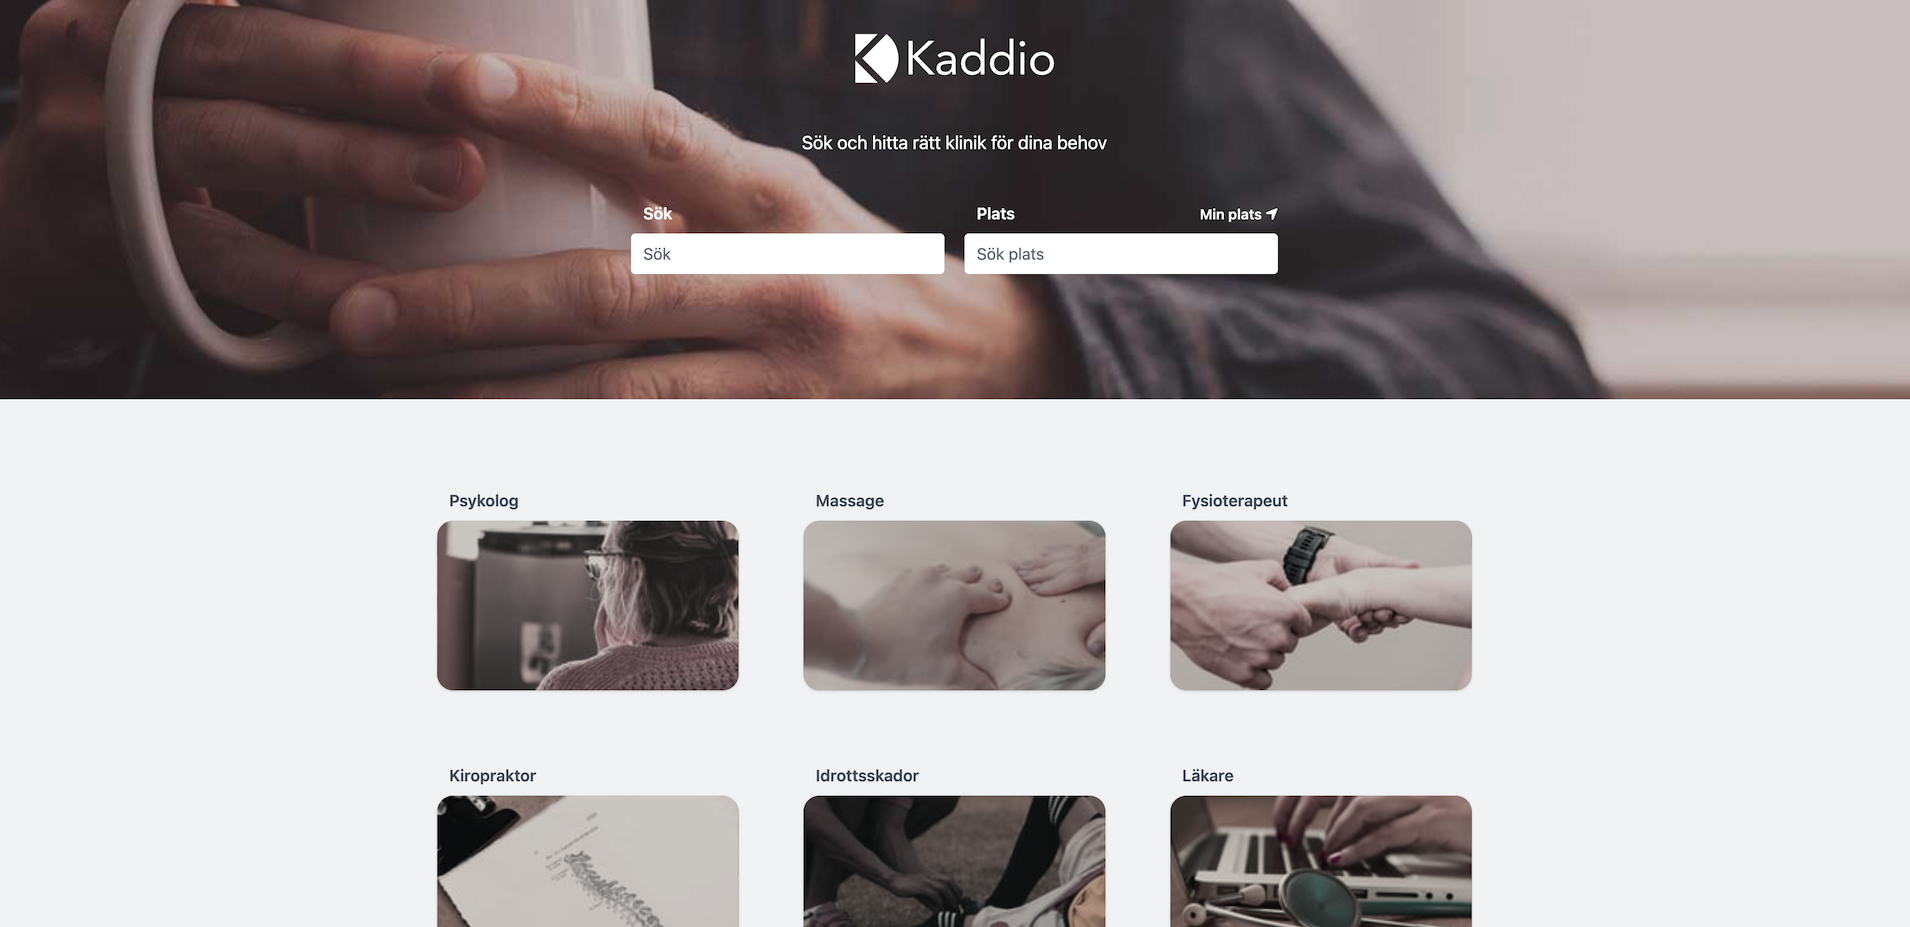 Kaddio
Sök och hitta rätt klinik för dina behov
Sök
Plats
Min plats
Sök
Sök plats
Psykolog
Massage
Fysioterapeut
Kiropraktor
Idrottsskador
Läkare